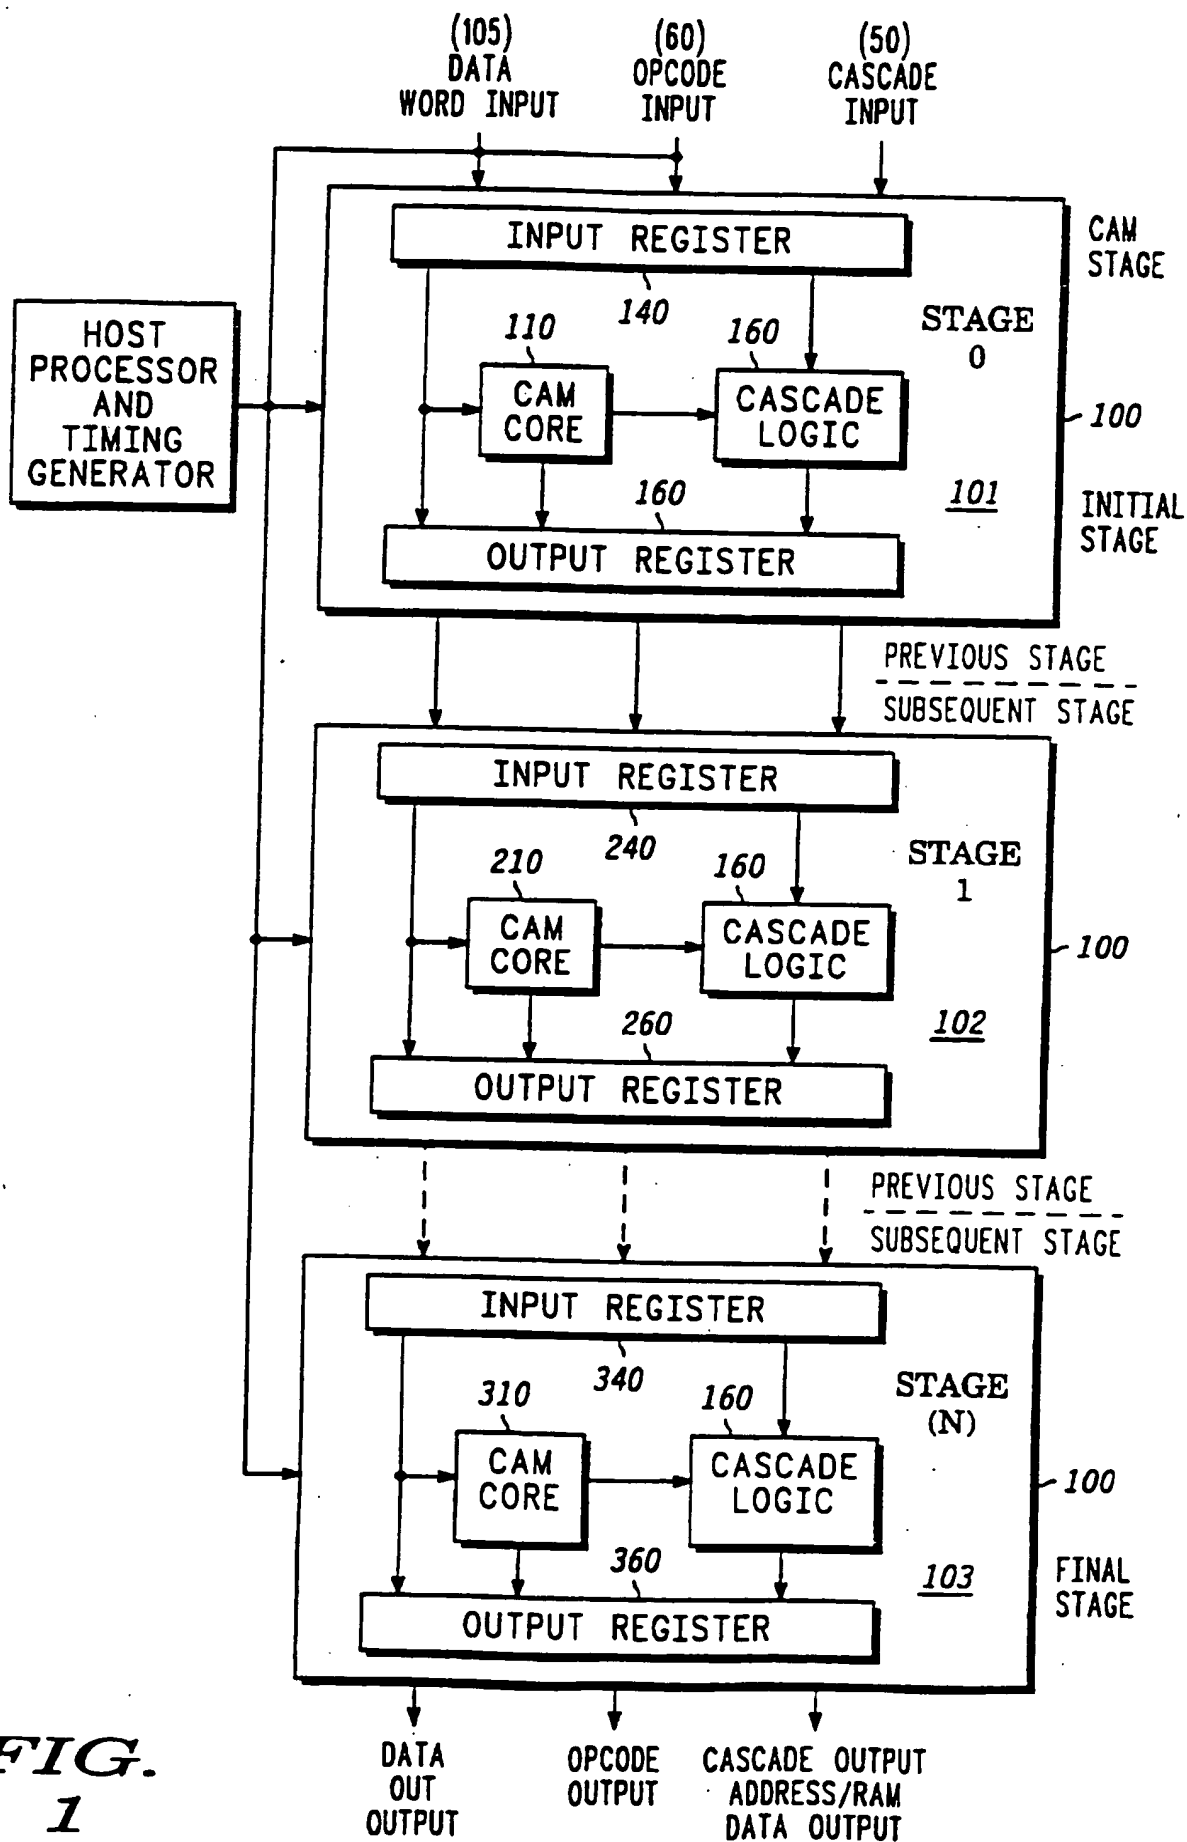 (105)
DATA
WORD INPUT
(60)
OPCODE
INPUT
(50)
CASCADE
INPUT
INPUT REGISTER
CAM
STAGE
140
STAGE
0
HOST
PROCESSOR
AND
TIMING
GENERATOR
110
160
CAM
CORE
CASCADE
LOGIC
100
160
101
INITIAL
STAGE
OUTPUT REGISTER
PREVIOUS STAGE
SUBSEQUENT STAGE
INPUT REGISTER
240
STAGE
1
210
160
CAM
CORE
CASCADE
LOGIC
100
260
102
OUTPUT REGISTER
PREVIOUS STAGE
SUBSEQUENT STAGE
INPUT REGISTER
340
STAGE
(N)
310
160
CAM
CORE
CASCADE
LOGIC
100
360
103
FINAL
STAGE
OUTPUT REGISTER
DATA
OUT
OUTPUT
OPCODE
OUTPUT
CASCADE OUTPUT
ADDRESS/RAM
DATA OUTPUT
FIG.
1